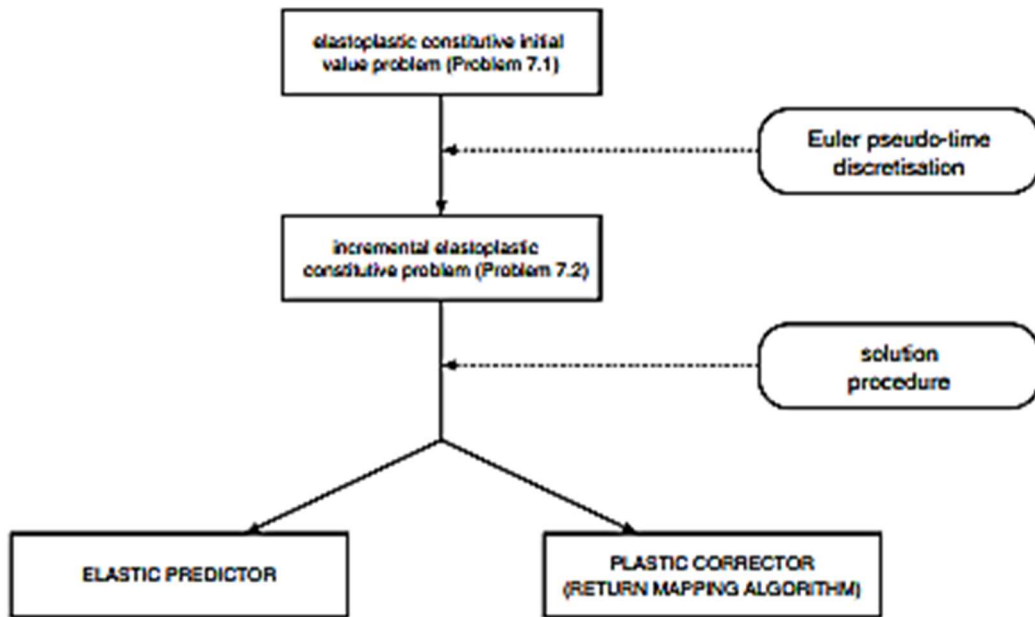 elastoplastic constitutive initial
value problem (Problem 7.1)
Euler pseudo-time
discretisation
incremental elastoplastic
constitutive problem (Problem 7.2)
solution
procedure
ELASTIC PREDICTOR
PLASTIC CORRECTOR
(RETURN MAPPING ALGORITHM)